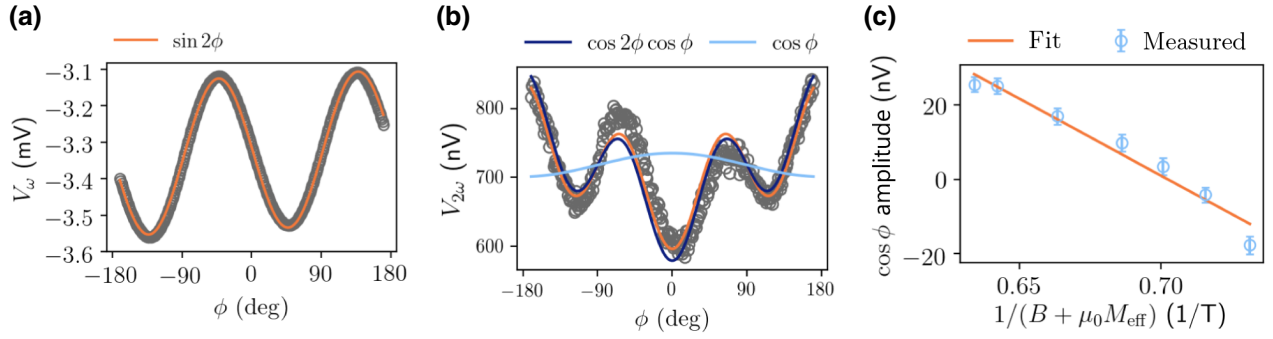 (a)
sin 2ϕ
−3.1
−3.2
−3.3
−3.4
−3.5
−3.6
V_ω (mV)
−180 −90 0 90 180
ϕ (deg)
(b)
cos 2ϕ cos ϕ cos ϕ
800
700
600
V_2ω (nV)
−180 −90 0 90 180
ϕ (deg)
(c)
Fit Measured
20
0
−20
cos ϕ amplitude (nV)
0.65 0.70
1/(B + μ₀M_eff) (1/T)